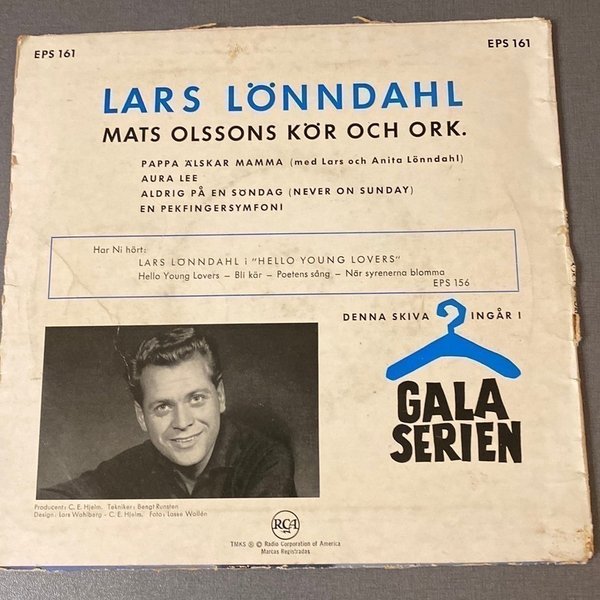 EPS 161
EPS 161
LARS LÖNNDAHL
MATS OLSSONS KÖR OCH ORK.
PAPPA ÄLSKAR MAMMA (med Lars och Anita Lönndahl)
AURA LEE
ALDRIG PÅ EN SÖNDAG (NEVER ON SUNDAY)
EN PEKFINGERSYMFONI
Har Ni hört:
LARS LÖNNDAHL i "HELLO YOUNG LOVERS"
Hello Young Lovers – Bli kär – Poetens sång – När syrenerna blomma
EPS 156
DENNA SKIVA INGÅR I
GALA
SERIEN
Producent: C. E. Hjelm. Tekniker: Bengt Runsten
Design: Lars Wahlberg - C. E. Hjelm. Foto: Lasse Wallén
RCA
TMKS ® © Radio Corporation of America
Marcas Registradas